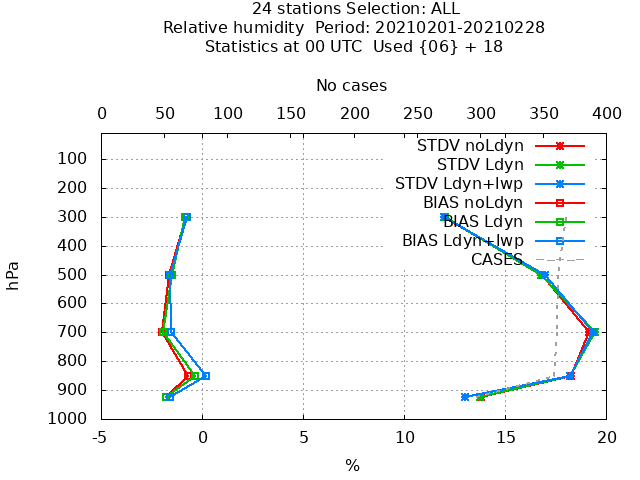 24 stations Selection: ALL
Relative humidity  Period: 20210201-20210228
Statistics at 00 UTC  Used {06} + 18
No cases
0 50 100 150 200 250 300 350 400
STDV noLdyn
STDV Ldyn
STDV Ldyn+lwp
BIAS noLdyn
BIAS Ldyn
BIAS Ldyn+lwp
CASES
hPa
100
200
300
400
500
600
700
800
900
1000
-5 0 5 10 15 20
%